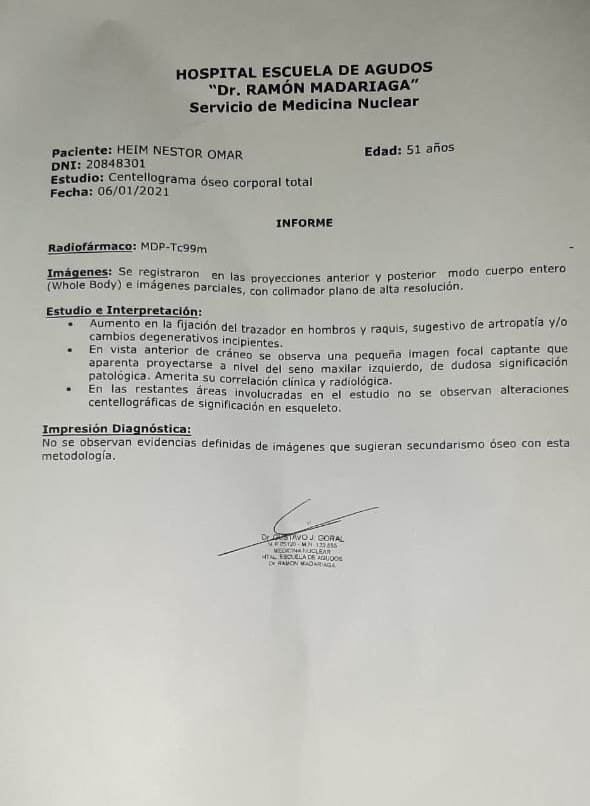 HOSPITAL ESCUELA DE AGUDOS
“Dr. RAMÓN MADARIAGA”
Servicio de Medicina Nuclear
Paciente: HEIM NESTOR OMAR Edad: 51 años
DNI: 20848301
Estudio: Centellograma óseo corporal total
Fecha: 06/01/2021
INFORME
Radiofármaco: MDP-Tc99m
Imágenes: Se registraron en las proyecciones anterior y posterior modo cuerpo entero
(Whole Body) e imágenes parciales, con colimador plano de alta resolución.
Estudio e Interpretación:
• Aumento en la fijación del trazador en hombros y raquis, sugestivo de artropatía y/o
cambios degenerativos incipientes.
• En vista anterior de cráneo se observa una pequeña imagen focal captante que
aparenta proyectarse a nivel del seno maxilar izquierdo, de dudosa significación
patológica. Amerita su correlación clínica y radiológica.
• En las restantes áreas involucradas en el estudio no se observan alteraciones
centellográficas de significación en esqueleto.
Impresión Diagnóstica:
No se observan evidencias definidas de imágenes que sugieran secundarismo óseo con esta
metodología.
Dr. GUSTAVO J. GORAL
MEDICINA NUCLEAR
HTAL. ESCUELA DE AGUDOS
Dr. RAMON MADARIAGA